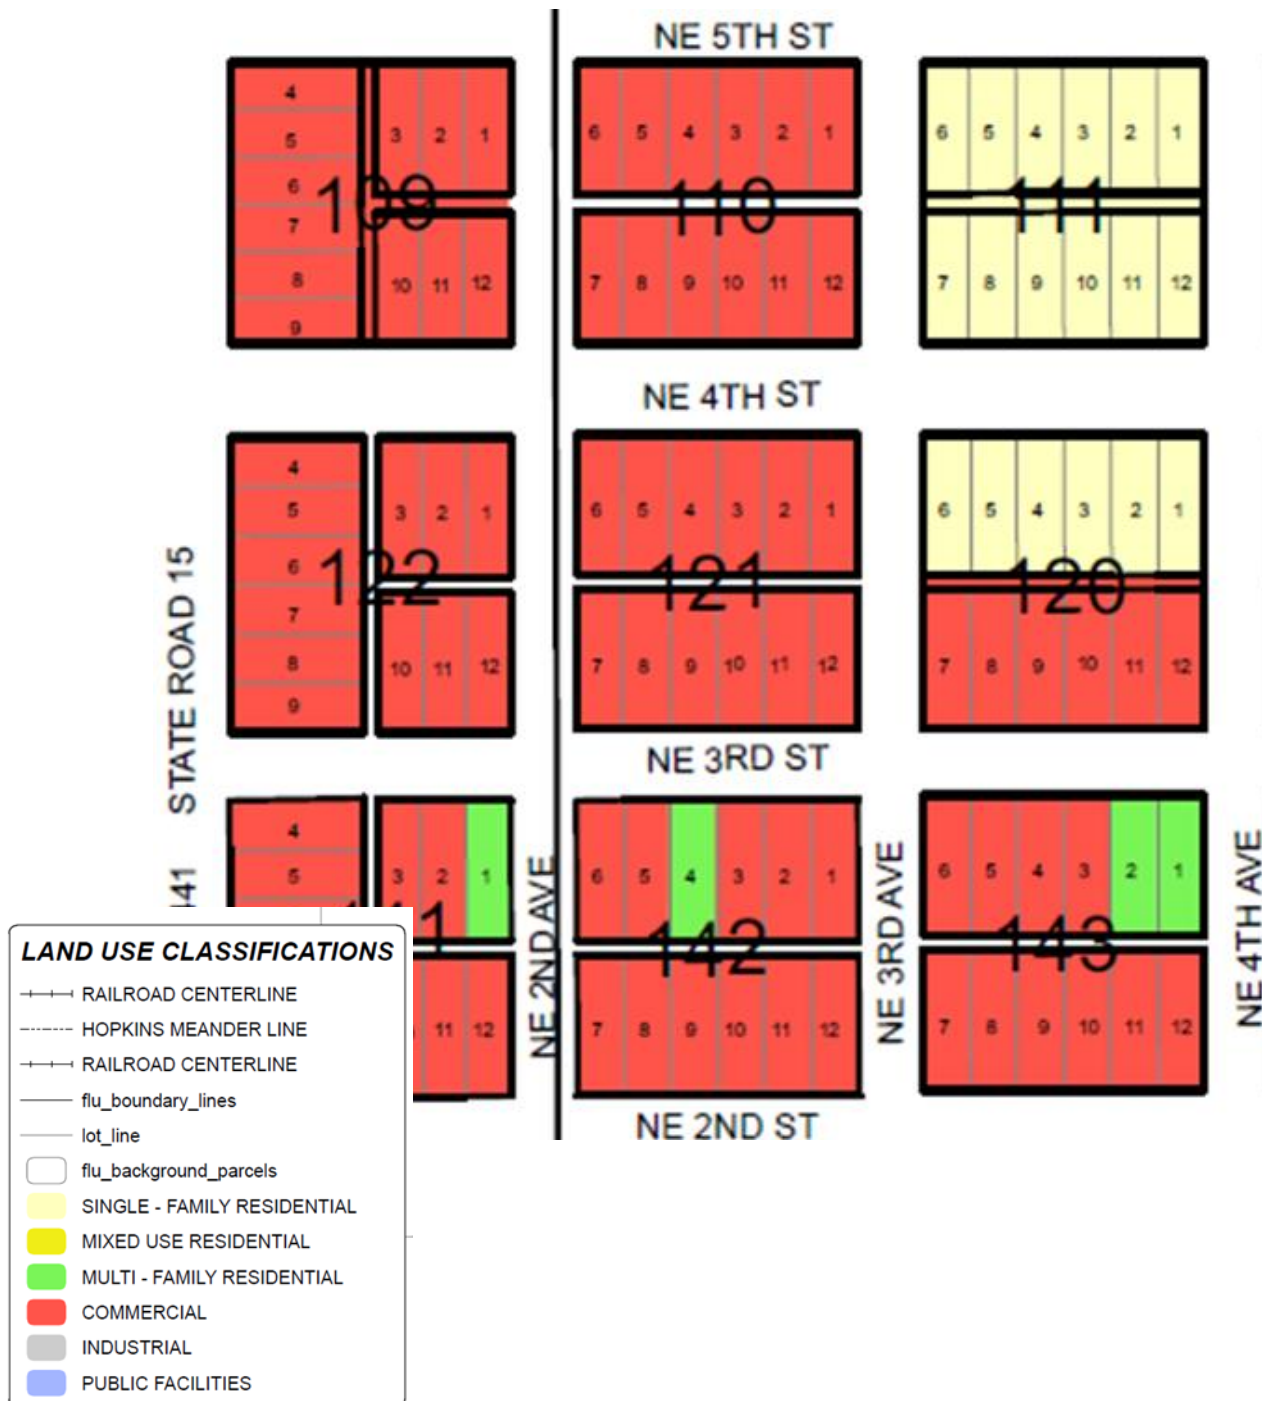 NE 5TH ST
4
5
6
7
8
9
3 2 1
109
10 11 12
6 5 4 3 2 1
110
7 8 9 10 11 12
6 5 4 3 2 1
111
7 8 9 10 11 12
NE 4TH ST
STATE ROAD 15
441
4
5
6
7
8
9
3 2 1
122
10 11 12
6 5 4 3 2 1
121
7 8 9 10 11 12
6 5 4 3 2 1
120
7 8 9 10 11 12
NE 3RD ST
4
5
3 2 1
11 12
NE 2ND AVE
6 5 4 3 2 1
142
7 8 9 10 11 12
NE 3RD AVE
6 5 4 3 2 1
143
7 8 9 10 11 12
NE 4TH AVE
NE 2ND ST
LAND USE CLASSIFICATIONS
RAILROAD CENTERLINE
HOPKINS MEANDER LINE
RAILROAD CENTERLINE
flu_boundary_lines
lot_line
flu_background_parcels
SINGLE - FAMILY RESIDENTIAL
MIXED USE RESIDENTIAL
MULTI - FAMILY RESIDENTIAL
COMMERCIAL
INDUSTRIAL
PUBLIC FACILITIES